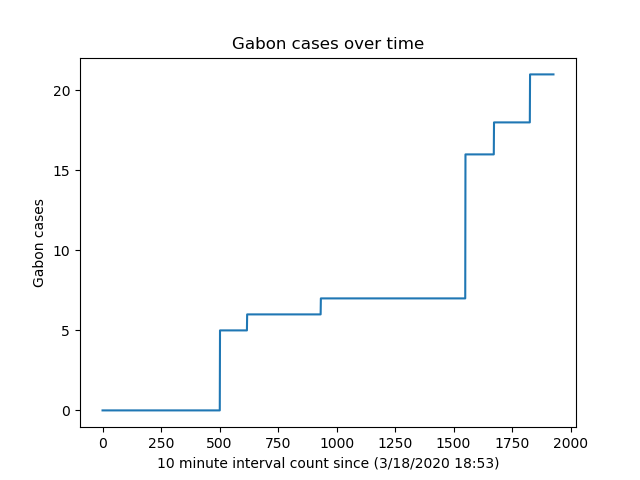 Gabon cases over time
20
15
10
5
0
Gabon cases
0 250 500 750 1000 1250 1500 1750 2000
10 minute interval count since (3/18/2020 18:53)